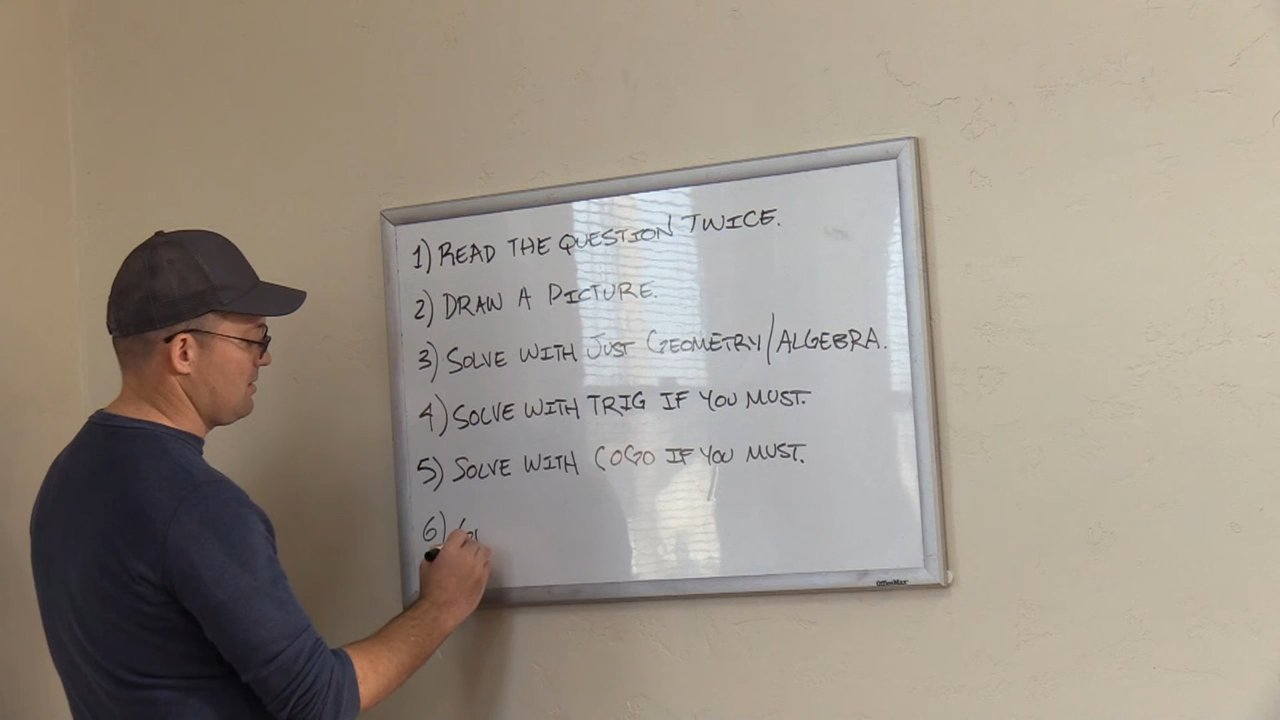 1) READ THE QUESTION TWICE.
2) DRAW A PICTURE.
3) SOLVE WITH JUST GEOMETRY/ALGEBRA.
4) SOLVE WITH TRIG IF YOU MUST.
5) SOLVE WITH COGO IF YOU MUST.
6)
OfficeMax